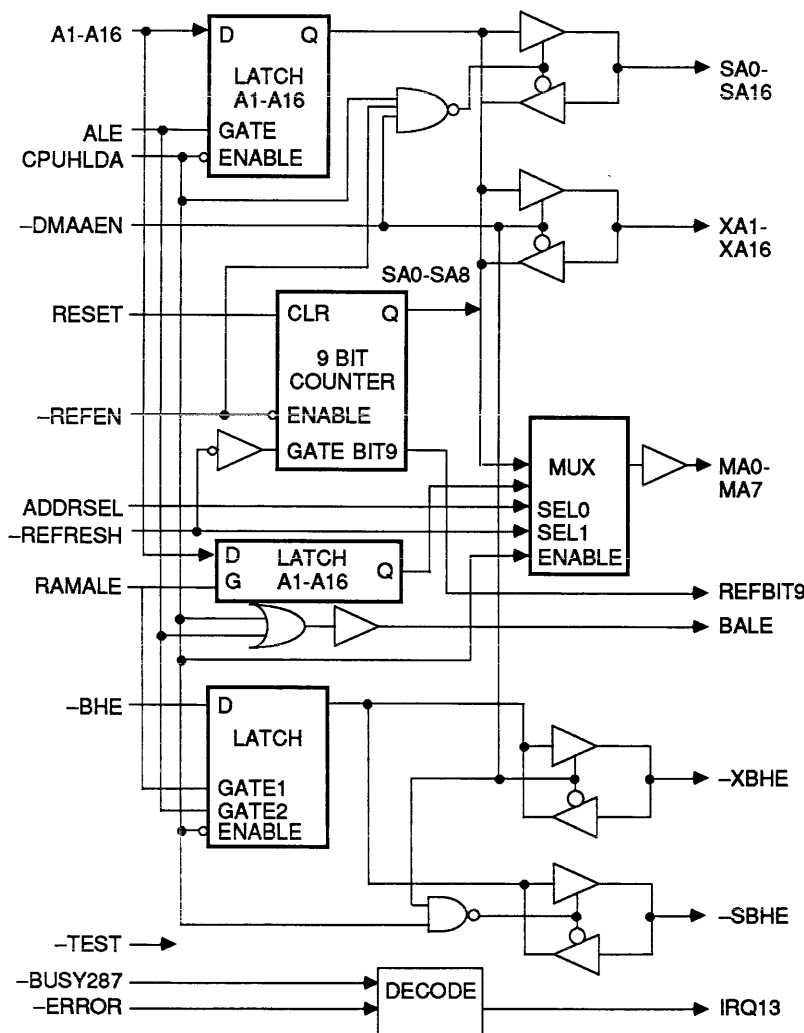 A1-A16
D Q
LATCH
A1-A16
GATE
ENABLE
ALE
CPUHLDA
SA0-
SA16
–DMAAEN
XA1-
XA16
SA0-SA8
RESET
CLR Q
9 BIT
COUNTER
–REFEN
ENABLE
GATE BIT9
MUX
SEL0
SEL1
ENABLE
MA0-
MA7
ADDRSEL
–REFRESH
D LATCH Q
G A1-A16
RAMALE
REFBIT9
BALE
–BHE
D
LATCH
GATE1
GATE2
ENABLE
–XBHE
–SBHE
–TEST
–BUSY287
–ERROR
DECODE
IRQ13